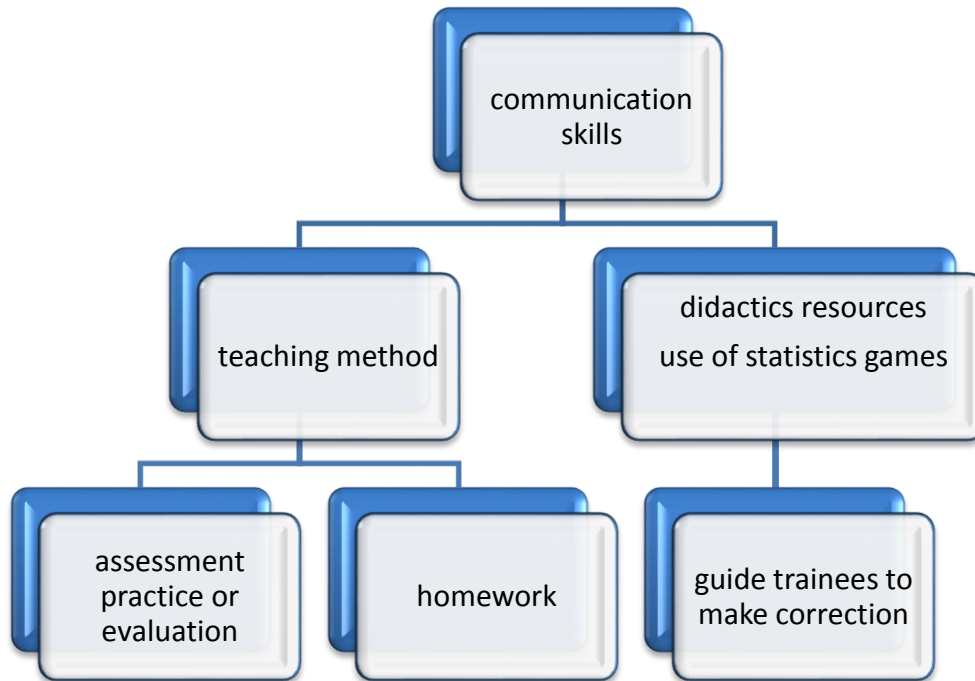 communication
skills
teaching method
didactics resources
use of statistics games
assessment
practice or
evaluation
homework
guide trainees to
make correction